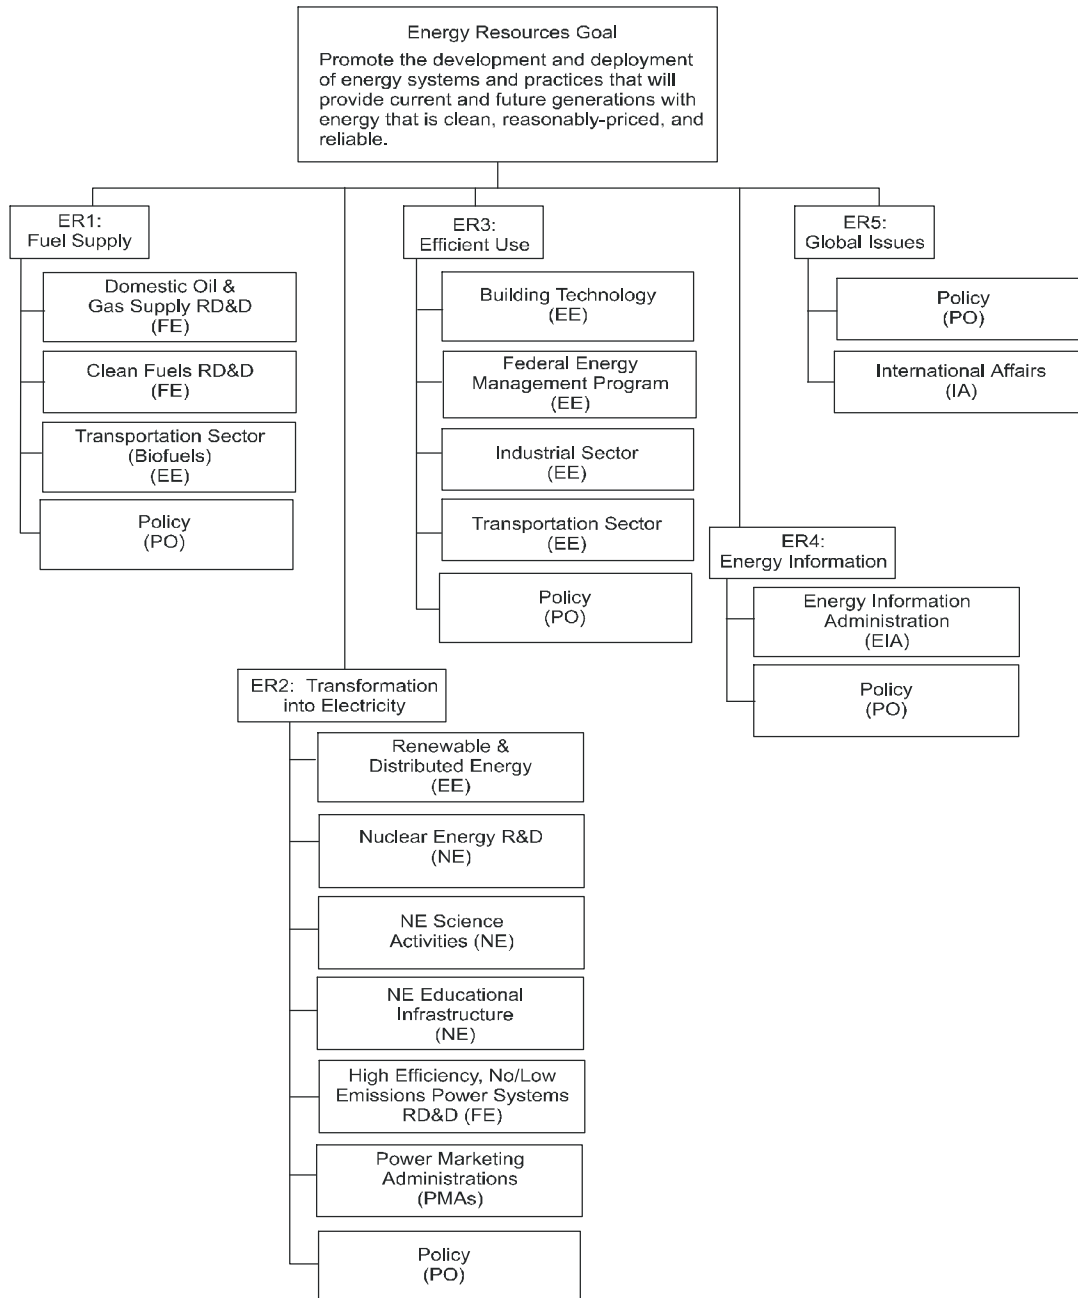 Energy Resources Goal
Promote the development and deployment
of energy systems and practices that will
provide current and future generations with
energy that is clean, reasonably-priced, and
reliable.
ER1:
Fuel Supply
Domestic Oil &
Gas Supply RD&D
(FE)
Clean Fuels RD&D
(FE)
Transportation Sector
(Biofuels)
(EE)
Policy
(PO)
ER2: Transformation
into Electricity
Renewable &
Distributed Energy
(EE)
Nuclear Energy R&D
(NE)
NE Science
Activities (NE)
NE Educational
Infrastructure
(NE)
High Efficiency, No/Low
Emissions Power Systems
RD&D (FE)
Power Marketing
Administrations
(PMAs)
Policy
(PO)
ER3:
Efficient Use
Building Technology
(EE)
Federal Energy
Management Program
(EE)
Industrial Sector
(EE)
Transportation Sector
(EE)
Policy
(PO)
ER4:
Energy Information
Energy Information
Administration
(EIA)
Policy
(PO)
ER5:
Global Issues
Policy
(PO)
International Affairs
(IA)